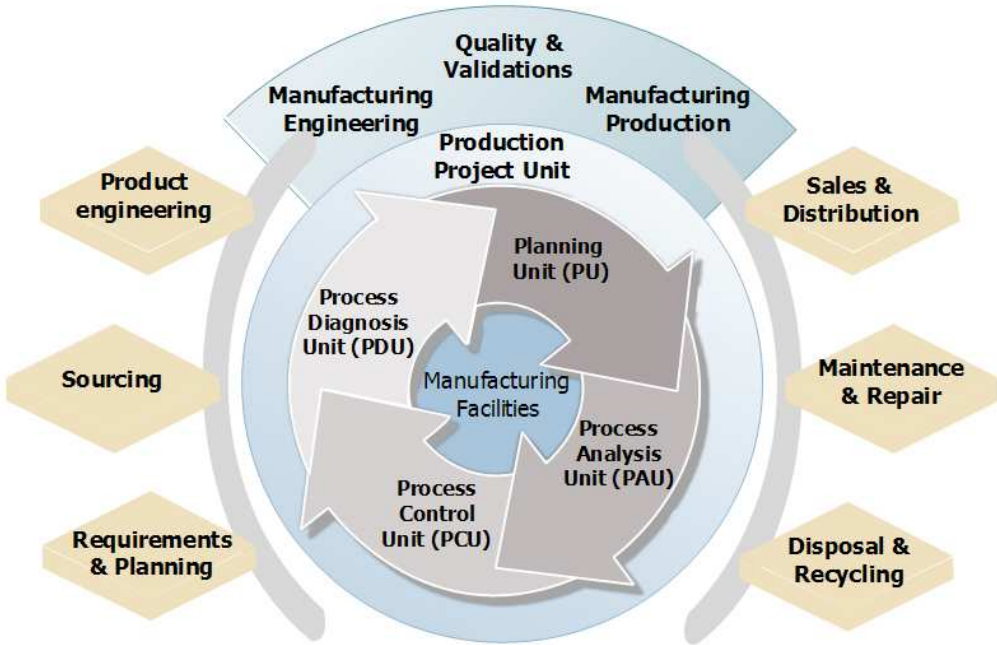 Quality &
Validations
Manufacturing
Engineering
Manufacturing
Production
Production
Project Unit
Product
engineering
Sales &
Distribution
Planning
Unit (PU)
Process
Diagnosis
Unit (PDU)
Sourcing
Manufacturing
Facilities
Maintenance
& Repair
Process
Analysis
Unit (PAU)
Process
Control
Unit (PCU)
Requirements
& Planning
Disposal &
Recycling